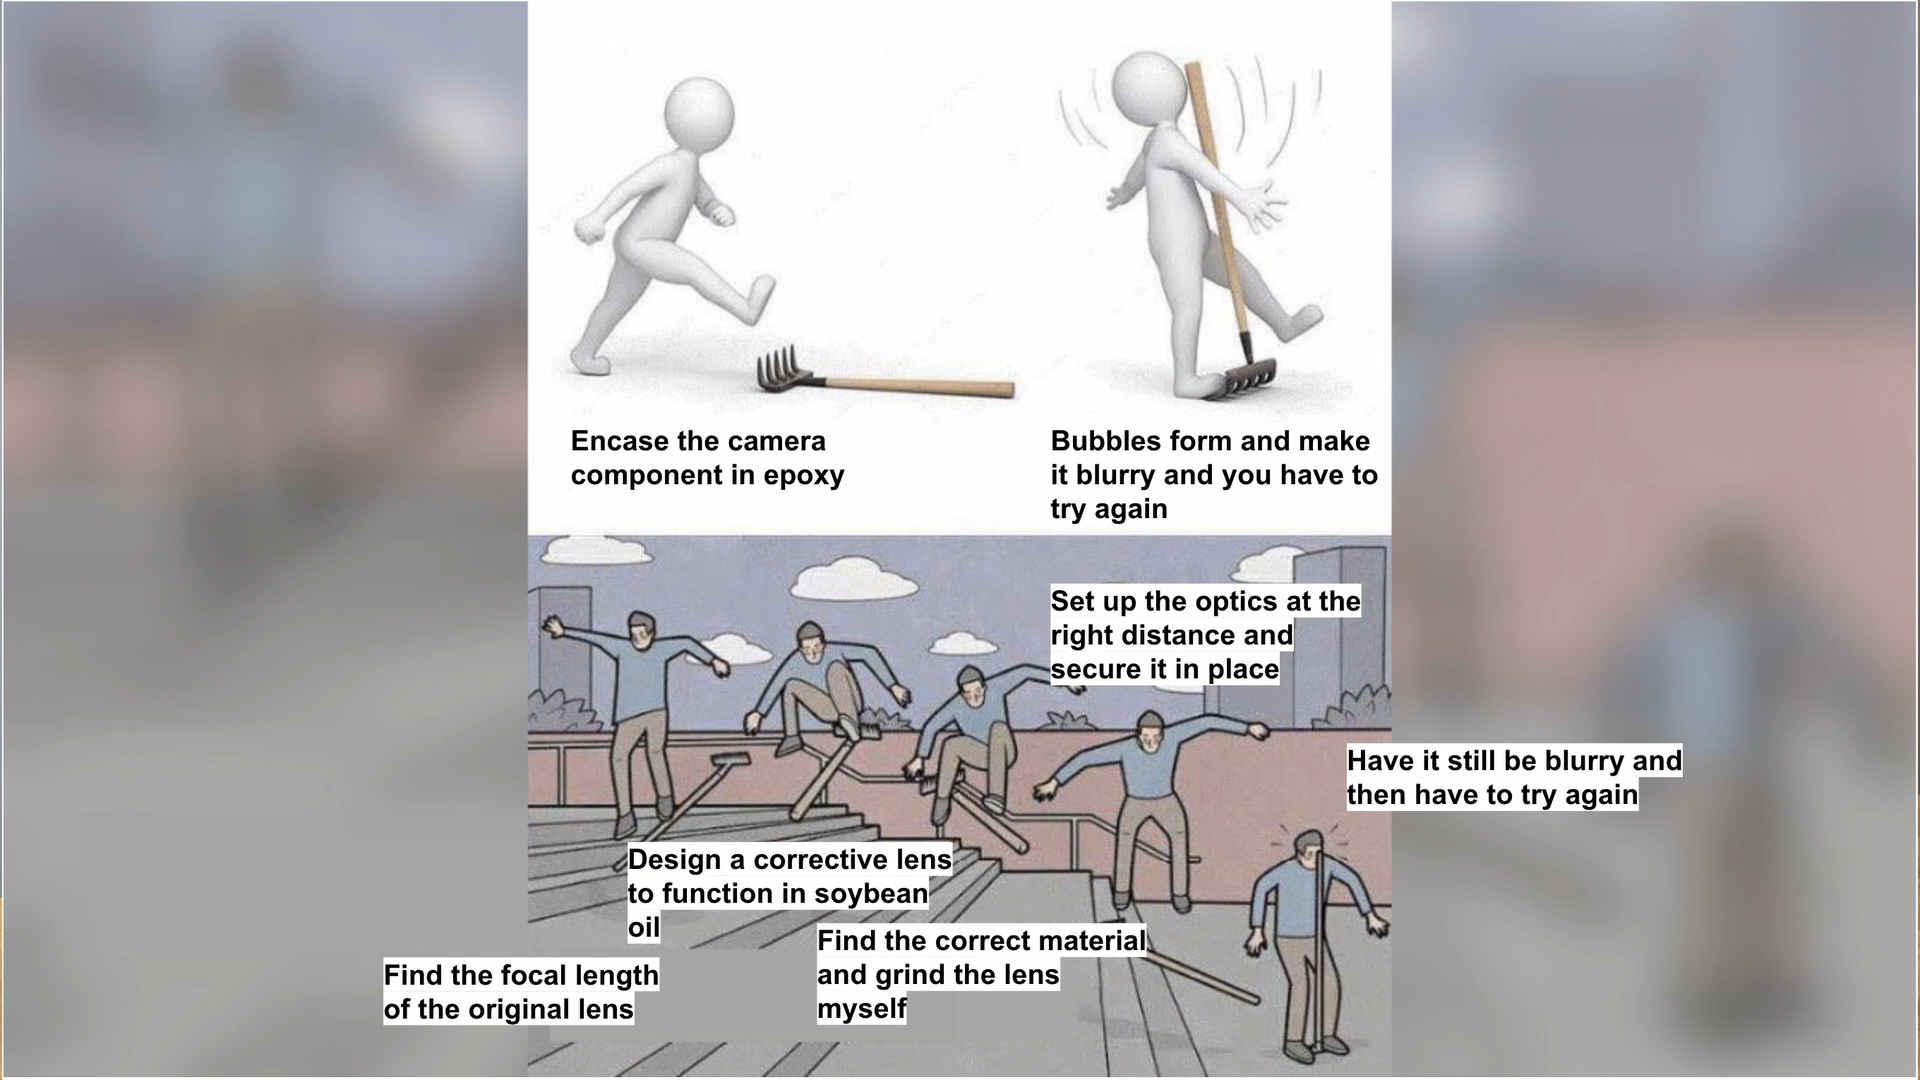 Encase the camera
component in epoxy
Bubbles form and make
it blurry and you have to
try again
Set up the optics at the
right distance and
secure it in place
Have it still be blurry and
then have to try again
Design a corrective lens
to function in soybean
oil
Find the correct material
and grind the lens
myself
Find the focal length
of the original lens